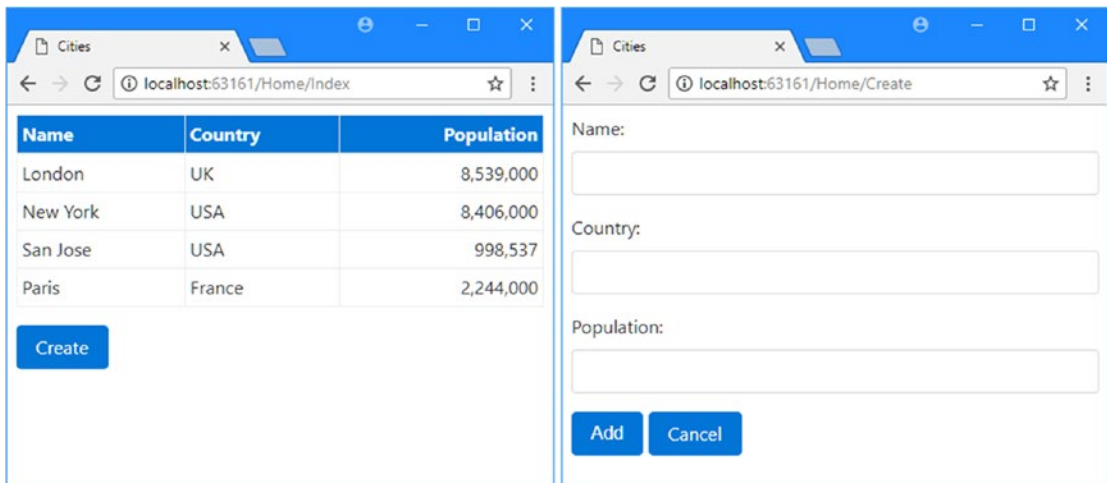 Cities
localhost:63161/Home/Index
Name Country Population
London UK 8,539,000
New York USA 8,406,000
San Jose USA 998,537
Paris France 2,244,000
Create
Cities
localhost:63161/Home/Create
Name:
Country:
Population:
Add Cancel